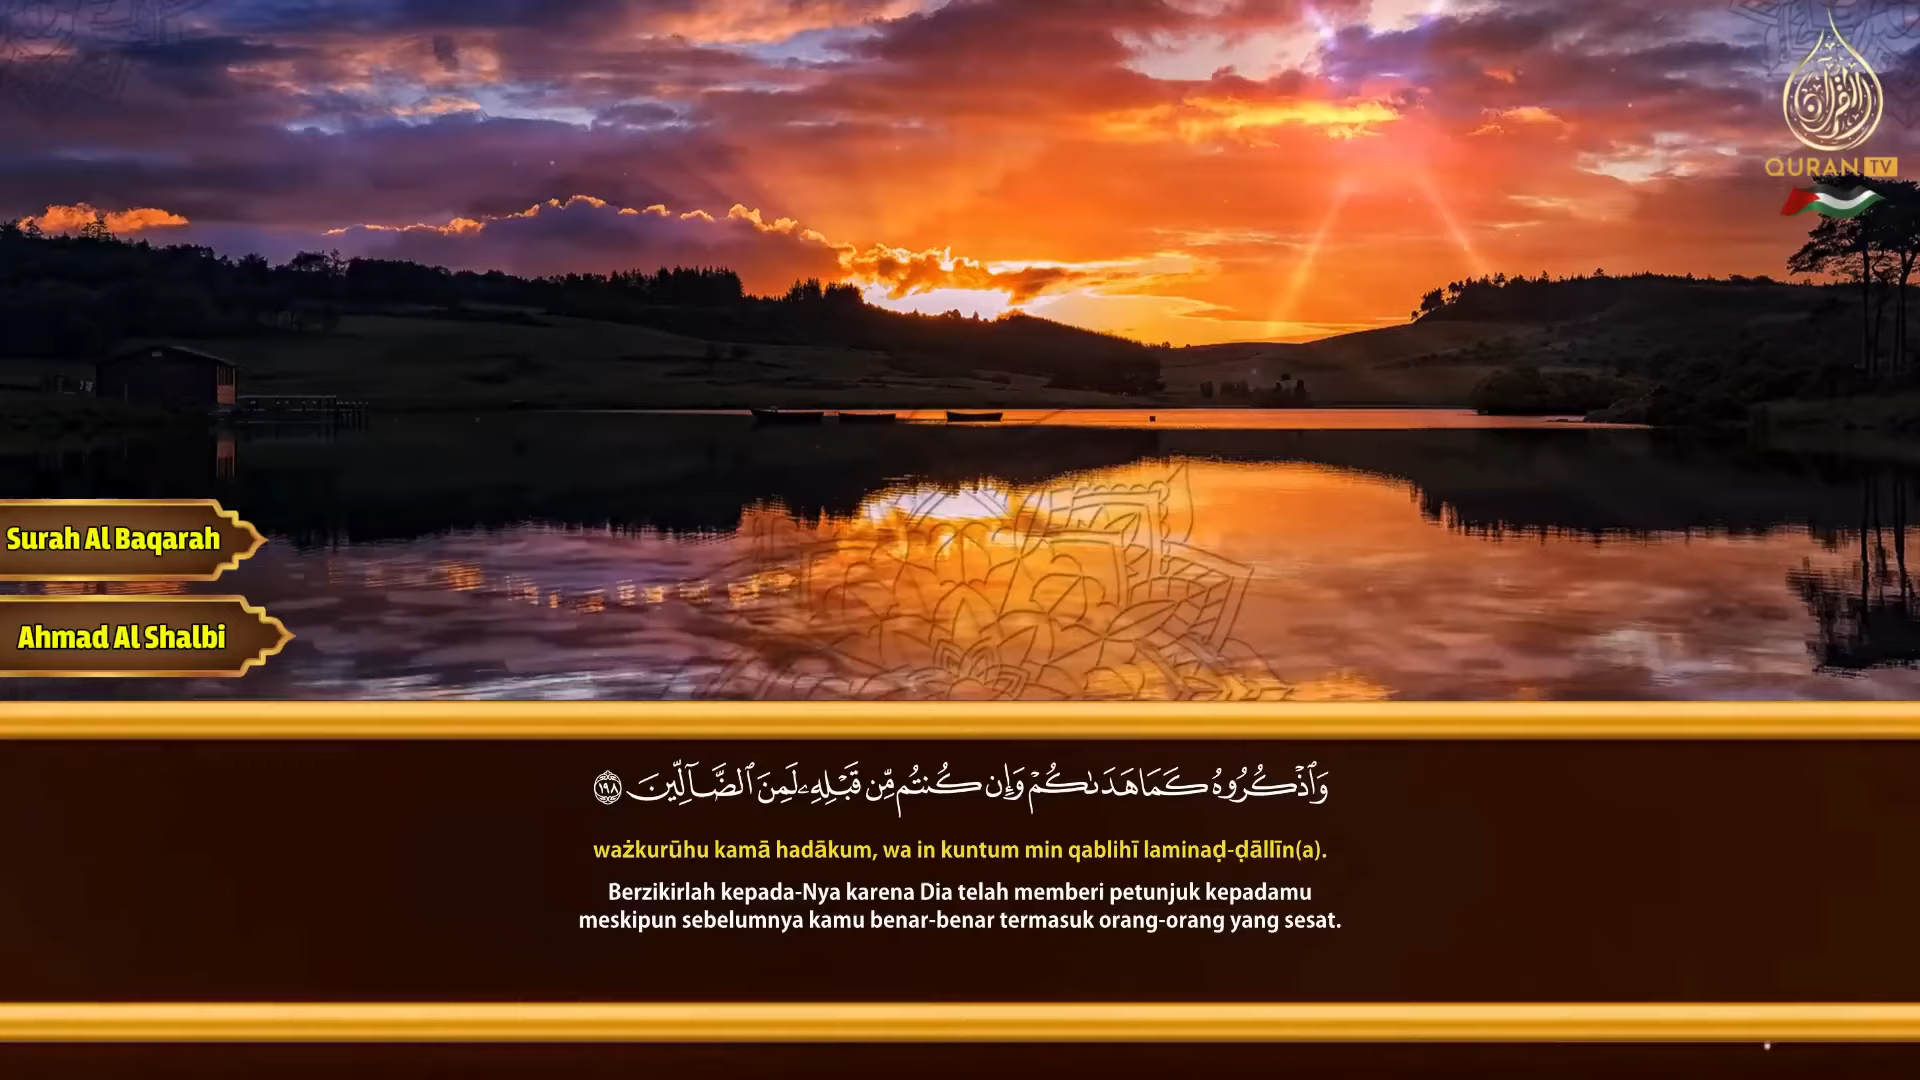 القرآن
QURAN TV
Surah Al Baqarah
Ahmad Al Shalbi
وَٱذْكُرُوهُ كَمَا هَدَىٰكُمْ وَإِن كُنتُم مِّن قَبْلِهِۦ لَمِنَ ٱلضَّآلِّينَ ١٩٨
ważkurūhu kamā hadākum, wa in kuntum min qablihī laminaḍ-ḍāllīn(a).
Berzikirlah kepada-Nya karena Dia telah memberi petunjuk kepadamu
meskipun sebelumnya kamu benar-benar termasuk orang-orang yang sesat.